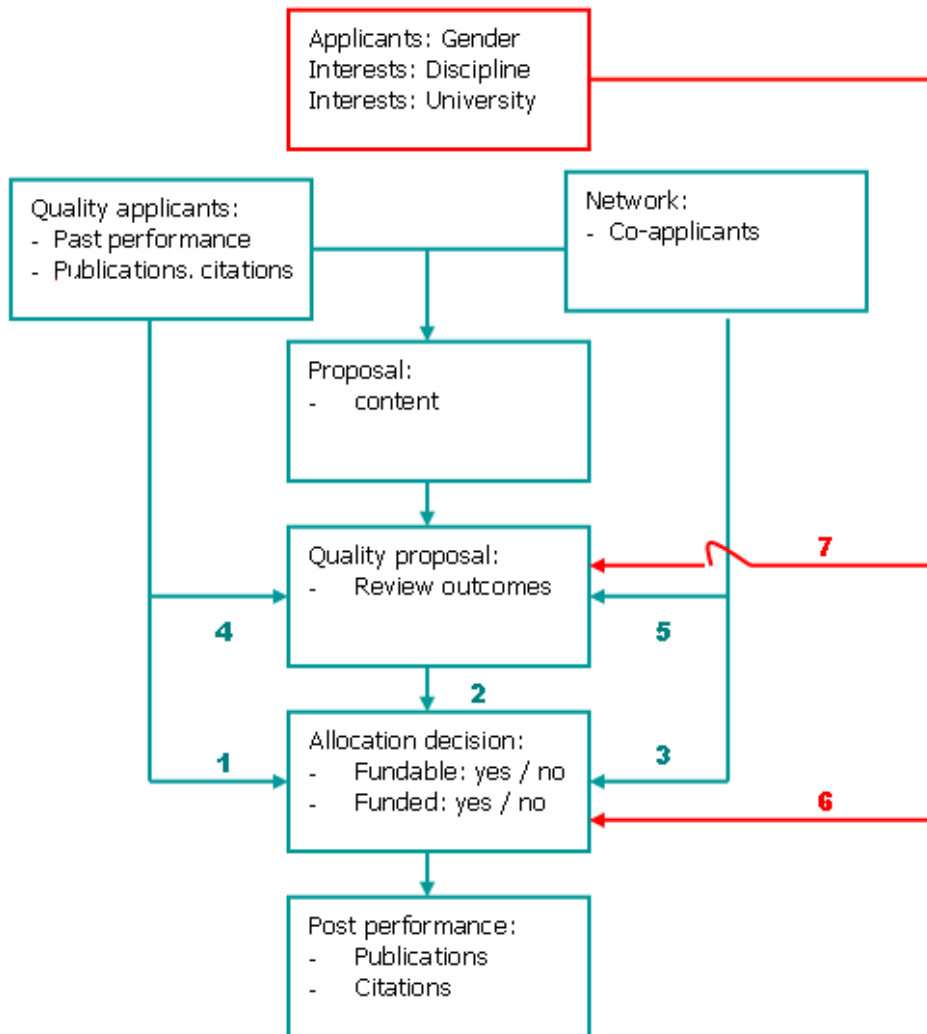 Applicants: Gender
Interests: Discipline
Interests: University
Quality applicants:
- Past performance
- Publications. citations
Network:
- Co-applicants
Proposal:
- content
Quality proposal:
- Review outcomes
7
4
5
2
Allocation decision:
- Fundable: yes / no
- Funded: yes / no
1
3
6
Post performance:
- Publications
- Citations